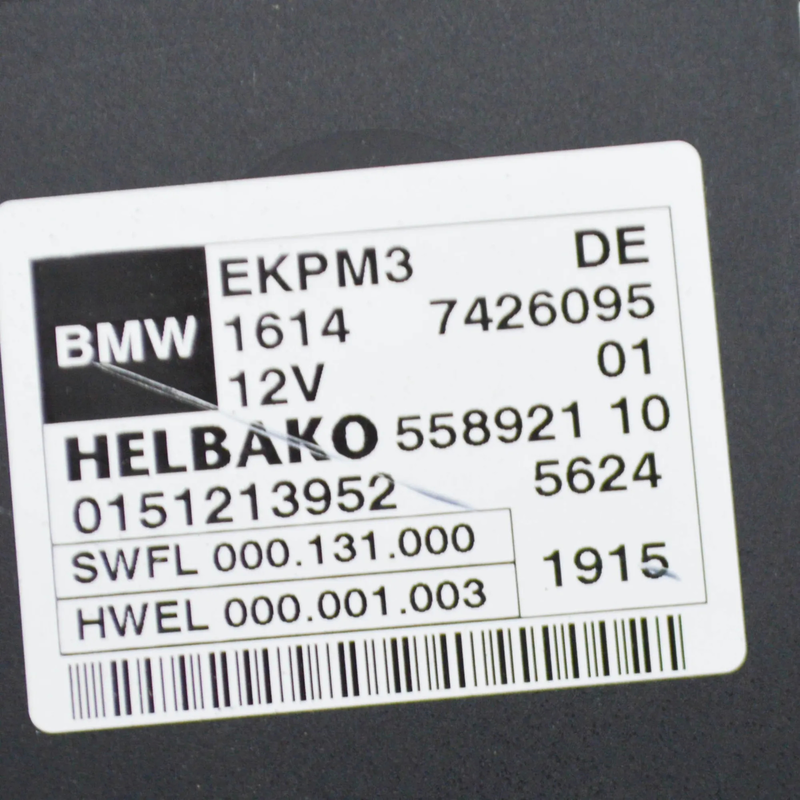 BMW
EKPM3 DE
1614 7426095
12V 01
HELBAKO 558921 10
0151213952 5624
SWFL 000.131.000
1915
HWEL 000.001.003